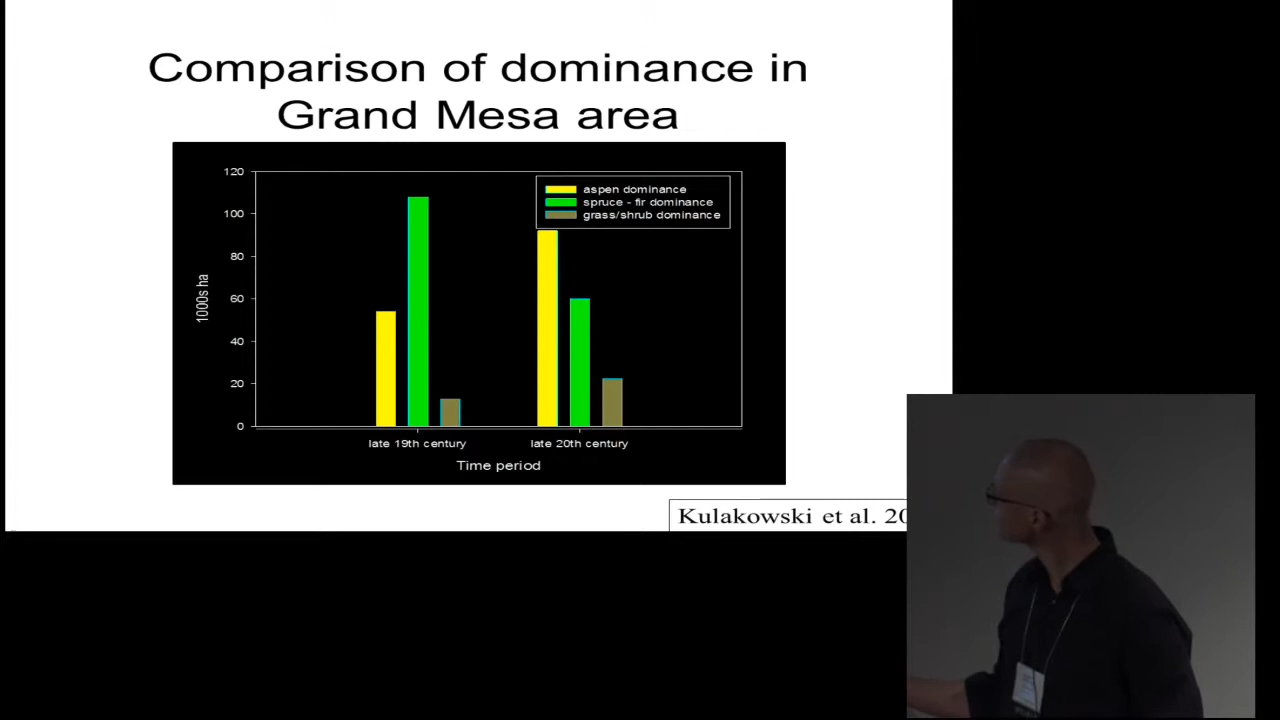 Comparison of dominance in
Grand Mesa area
120
100
80
60
40
20
0
1000s ha
aspen dominance
spruce - fir dominance
grass/shrub dominance
late 19th century
late 20th century
Time period
Kulakowski et al. 20